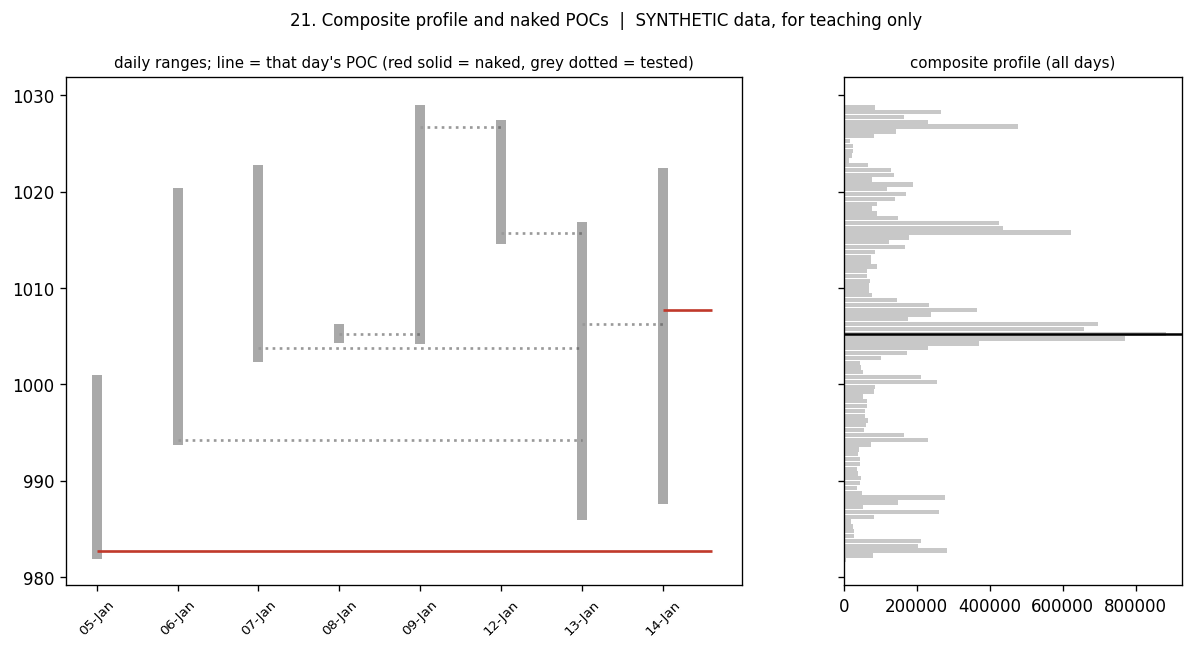 21. Composite profile and naked POCs | SYNTHETIC data, for teaching only
daily ranges; line = that day's POC (red solid = naked, grey dotted = tested)
composite profile (all days)
1030
1020
1010
1000
990
980
05-Jan
06-Jan
07-Jan
08-Jan
09-Jan
12-Jan
13-Jan
14-Jan
0
200000
400000
600000
800000